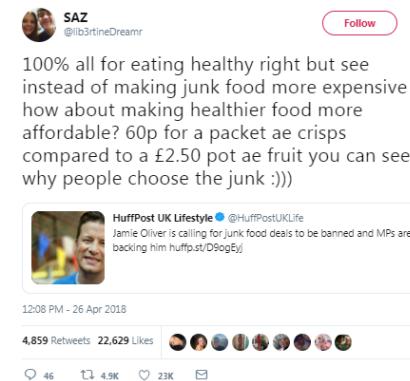 SAZ
@lib3rtineDreamr
Follow
100% all for eating healthy right but see
instead of making junk food more expensive
how about making healthier food more
affordable? 60p for a packet ae crisps
compared to a £2.50 pot ae fruit you can see
why people choose the junk :)))
HuffPost UK Lifestyle @HuffPostUKLife
Jamie Oliver is calling for junk food deals to be banned and MPs are
backing him huffp.st/D9ogEyj
12:08 PM - 26 Apr 2018
4,859 Retweets 22,629 Likes
46 4.9K 23K